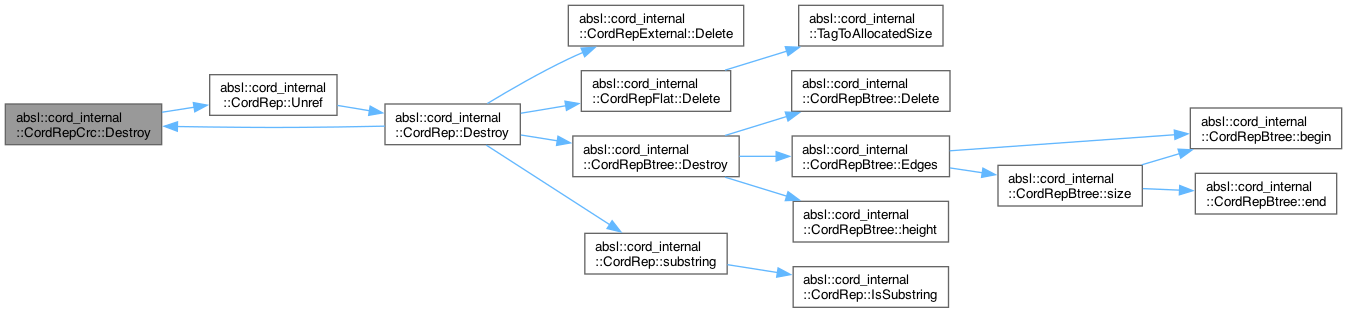 absl::cord_internal
::CordRepCrc::Destroy
absl::cord_internal
::CordRep::Unref
absl::cord_internal
::CordRep::Destroy
absl::cord_internal
::CordRepExternal::Delete
absl::cord_internal
::CordRepFlat::Delete
absl::cord_internal
::CordRepBtree::Destroy
absl::cord_internal
::CordRep::substring
absl::cord_internal
::TagToAllocatedSize
absl::cord_internal
::CordRepBtree::Delete
absl::cord_internal
::CordRepBtree::Edges
absl::cord_internal
::CordRepBtree::height
absl::cord_internal
::CordRep::IsSubstring
absl::cord_internal
::CordRepBtree::size
absl::cord_internal
::CordRepBtree::begin
absl::cord_internal
::CordRepBtree::end